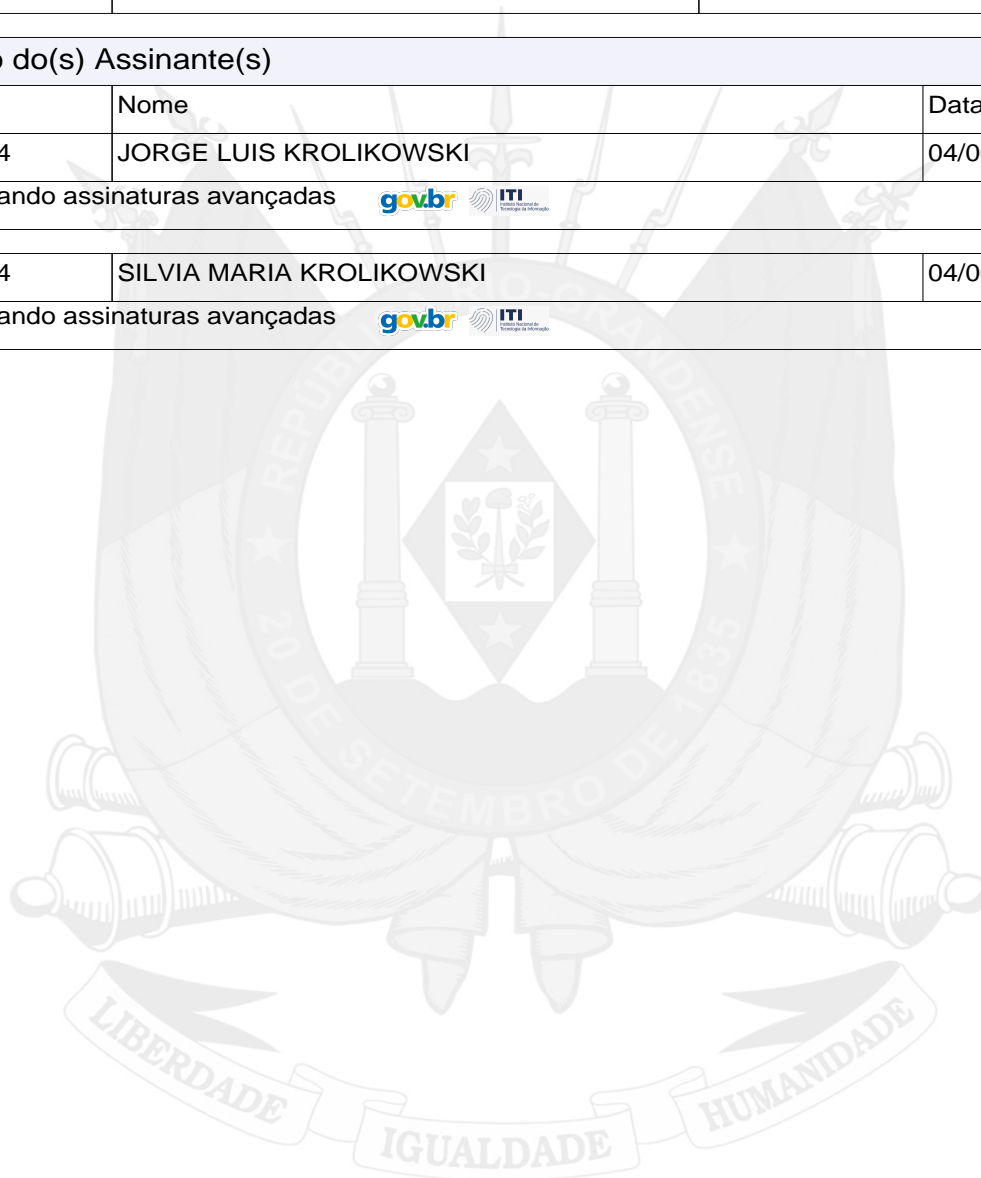 o do(s) Assinante(s)
Nome Data
4 JORGE LUIS KROLIKOWSKI 04/0
ando assinaturas avançadas gov.br ITI
4 SILVIA MARIA KROLIKOWSKI 04/0
ando assinaturas avançadas gov.br ITI
REPÚBLICA RIO-GRANDENSE
20 DE SETEMBRO DE 1835
LIBERDADE IGUALDADE HUMANIDADE